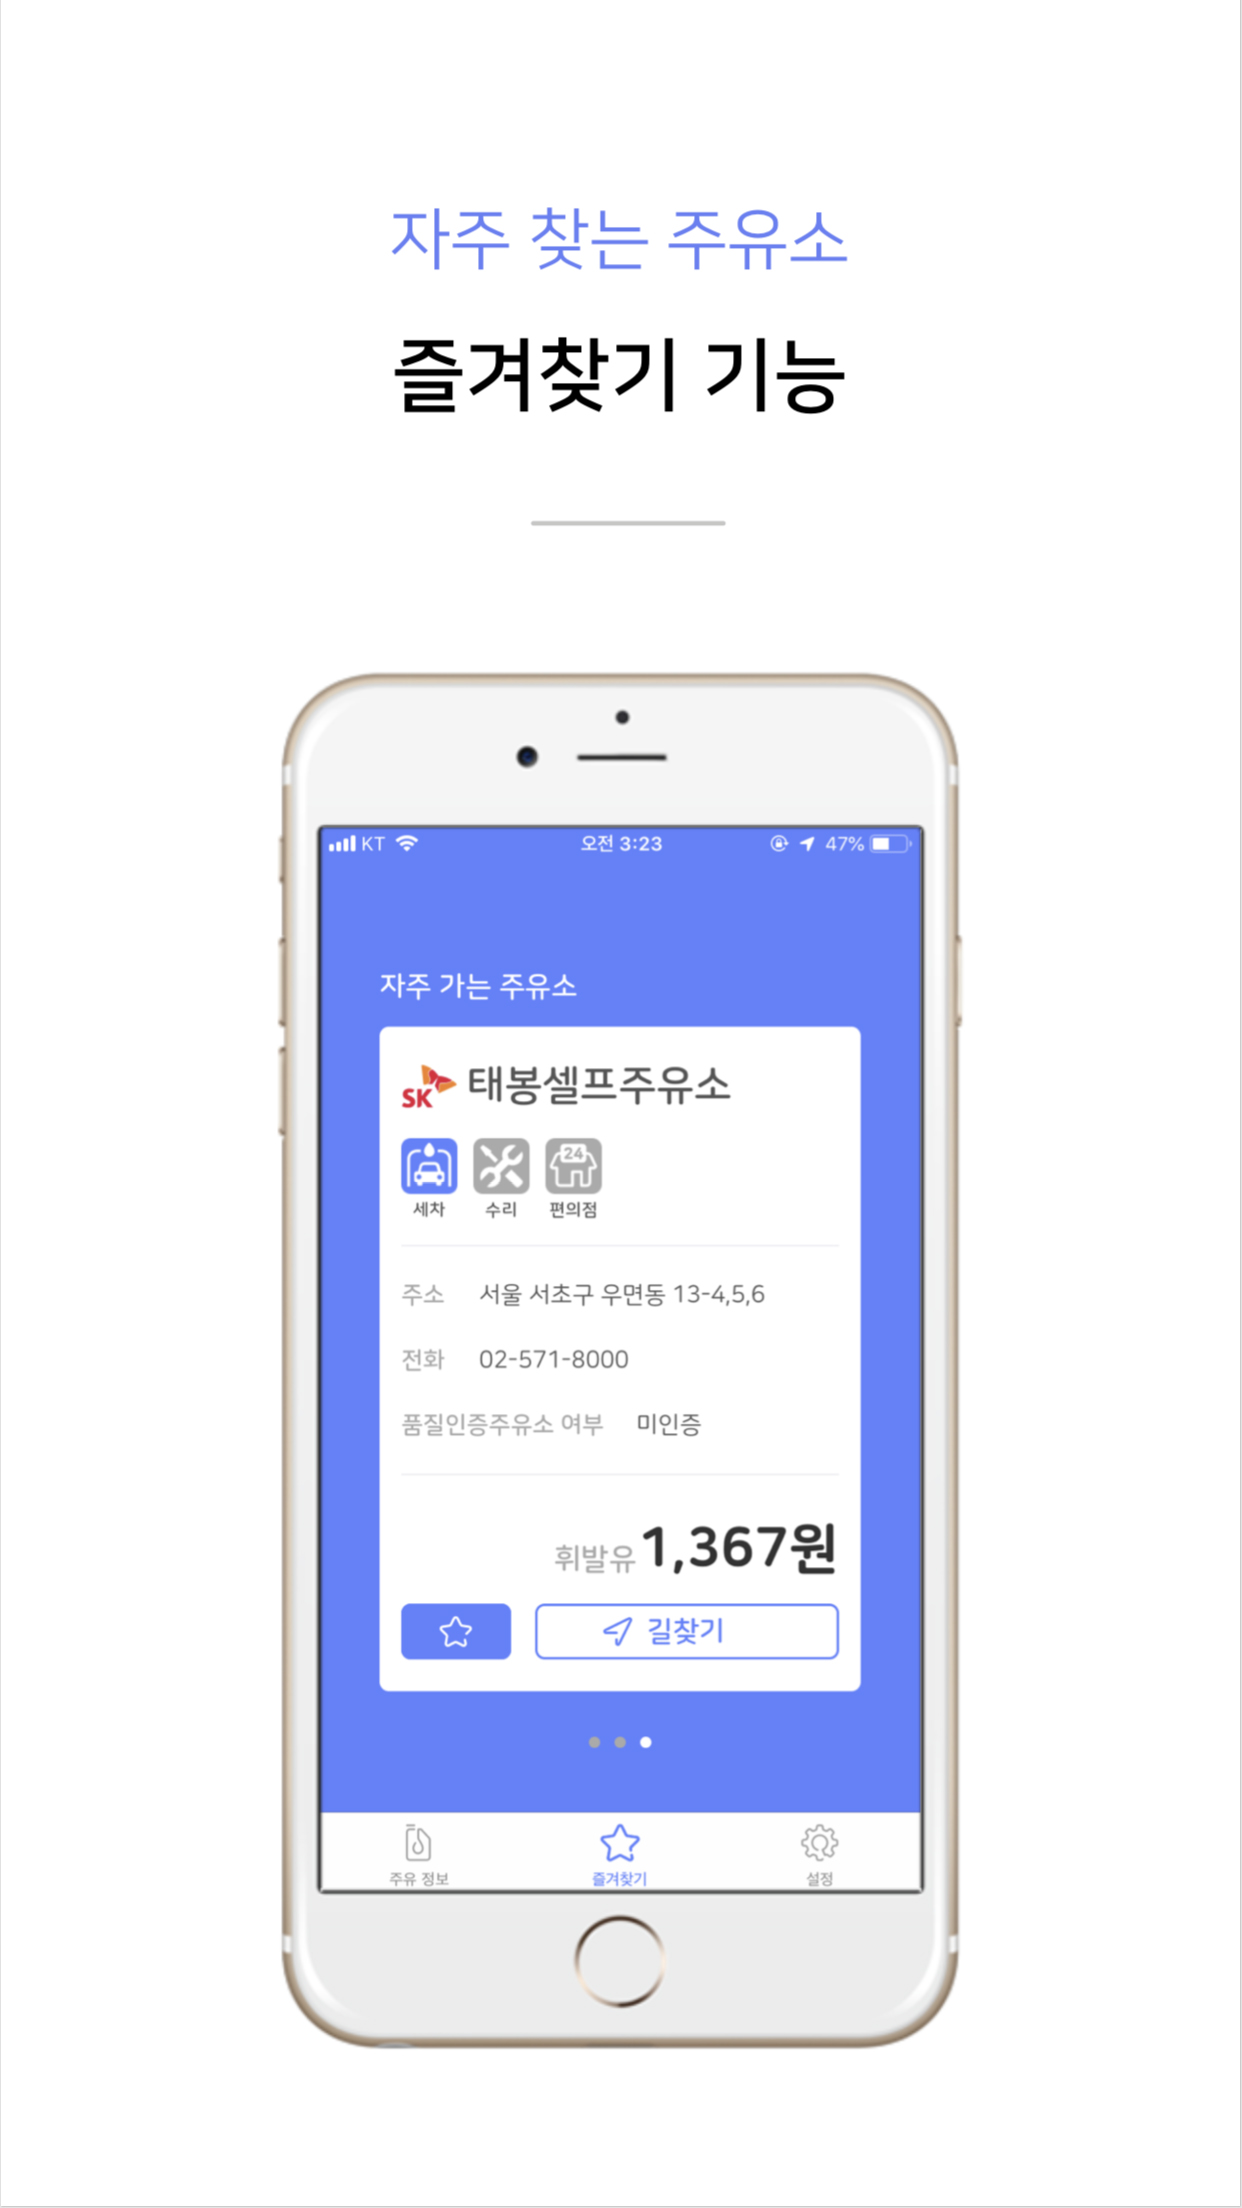 자주 찾는 주유소
즐겨찾기 기능
KT 오전 3:23 47%
자주 가는 주유소
SK 태봉셀프주유소
24
세차 수리 편의점
주소 서울 서초구 우면동 13-4,5,6
전화 02-571-8000
품질인증주유소 여부 미인증
휘발유 1,367원
길찾기
주유 정보 즐겨찾기 설정